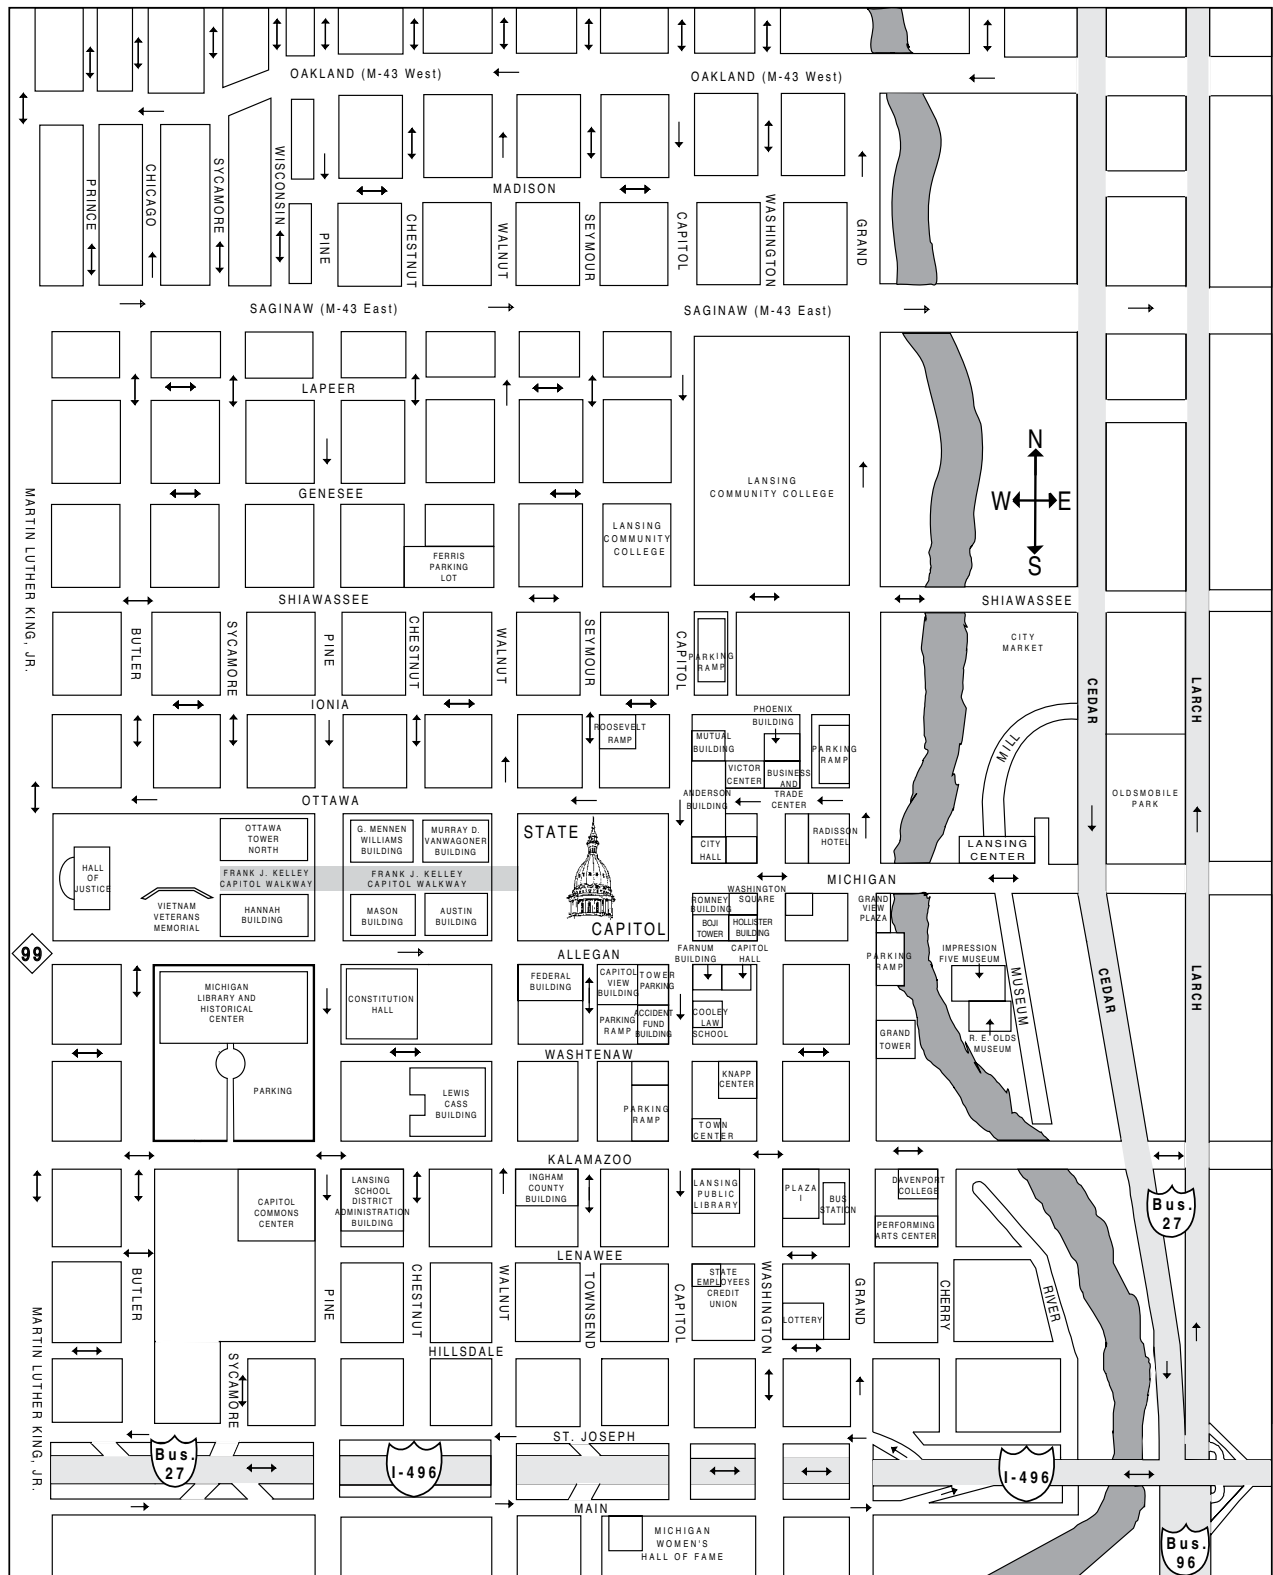 OAKLAND (M-43 West)
OAKLAND (M-43 West)
PRINCE
CHICAGO
SYCAMORE
WISCONSIN
PINE
MADISON
CHESTNUT
WALNUT
SEYMOUR
CAPITOL
WASHINGTON
GRAND
SAGINAW (M-43 East)
SAGINAW (M-43 East)
LAPEER
GENESEE
MARTIN LUTHER KING, JR.
LANSING
COMMUNITY COLLEGE
N
W
E
S
LANSING
COMMUNITY
COLLEGE
FERRIS
PARKING
LOT
SHIAWASSEE
SHIAWASSEE
BUTLER
SYCAMORE
PINE
CHESTNUT
WALNUT
SEYMOUR
CAPITOL
PARKING
RAMP
CITY
MARKET
CEDAR
LARCH
IONIA
ROOSEVELT
RAMP
PHOENIX
BUILDING
MUTUAL
BUILDING
PARKING
RAMP
VICTOR
CENTER
BUSINESS
AND
TRADE
CENTER
ANDERSON
BUILDING
MILL
OLDSMOBILE
PARK
OTTAWA
OTTAWA
TOWER
NORTH
G. MENNEN
WILLIAMS
BUILDING
MURRAY D.
VANWAGONER
BUILDING
STATE
CAPITOL
CITY
HALL
RADISSON
HOTEL
LANSING
CENTER
HALL
OF
JUSTICE
FRANK J. KELLEY
CAPITOL WALKWAY
FRANK J. KELLEY
CAPITOL WALKWAY
MICHIGAN
VIETNAM
VETERANS
MEMORIAL
HANNAH
BUILDING
MASON
BUILDING
AUSTIN
BUILDING
WASHINGTON
SQUARE
ROMNEY
BUILDING
BOJI
TOWER
HOLLISTER
BUILDING
GRAND
VIEW
PLAZA
99
ALLEGAN
FARNUM
BUILDING
CAPITOL
HALL
PARKING
RAMP
IMPRESSION
FIVE MUSEUM
MUSEUM
CEDAR
LARCH
MICHIGAN
LIBRARY AND
HISTORICAL
CENTER
CONSTITUTION
HALL
FEDERAL
BUILDING
CAPITOL
VIEW
BUILDING
TOWER
PARKING
PARKING
RAMP
ACCIDENT
FUND
BUILDING
COOLEY
LAW
SCHOOL
GRAND
TOWER
R. E. OLDS
MUSEUM
WASHTENAW
PARKING
LEWIS
CASS
BUILDING
PARKING
RAMP
KNAPP
CENTER
TOWN
CENTER
KALAMAZOO
CAPITOL
COMMONS
CENTER
LANSING
SCHOOL
DISTRICT
ADMINISTRATION
BUILDING
INGHAM
COUNTY
BUILDING
LANSING
PUBLIC
LIBRARY
PLAZA
I
BUS
STATION
DAVENPORT
COLLEGE
PERFORMING
ARTS CENTER
Bus.
27
LENAWEE
BUTLER
PINE
CHESTNUT
WALNUT
TOWNSEND
CAPITOL
STATE
EMPLOYEES
CREDIT
UNION
WASHINGTON
LOTTERY
GRAND
CHERRY
RIVER
MARTIN LUTHER KING, JR.
HILLSDALE
SYCAMORE
ST. JOSEPH
Bus.
27
I-496
I-496
MAIN
MICHIGAN
WOMEN'S
HALL OF FAME
Bus.
96